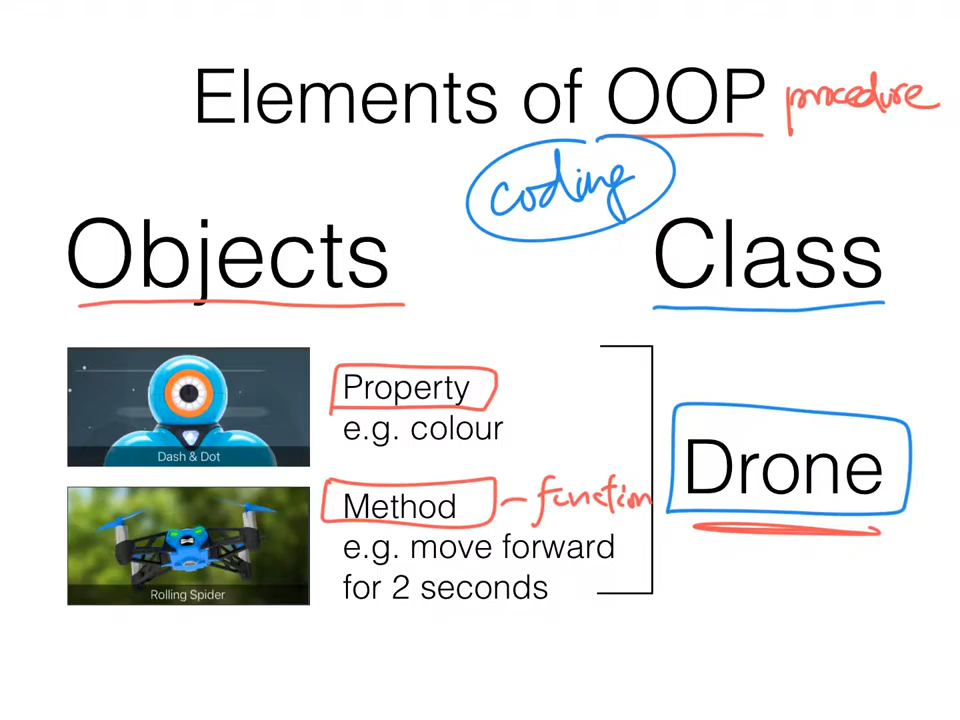 Elements of OOP procedure
coding
Objects
Class
Dash & Dot
Property
e.g. colour
Rolling Spider
Method – function
e.g. move forward
for 2 seconds
Drone